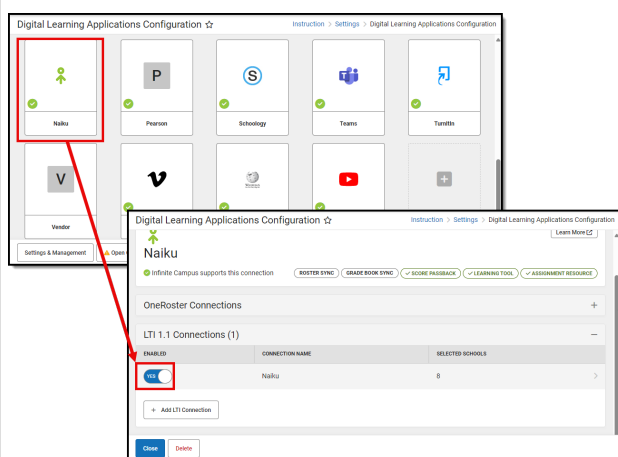 Digital Learning Applications Configuration ☆
Instruction > Settings > Digital Learning Applications Configuration
P
S
Naiku
Pearson
Schoology
Teams
TurnItIn
V
Vendor
Settings & Management
Open
Digital Learning Applications Configuration ☆
Instruction > Settings > Digital Learning Applications Configuration
Learn More
Naiku
Infinite Campus supports this connection
ROSTER SYNC
GRADE BOOK SYNC
SCORE PASSBACK
LEARNING TOOL
ASSIGNMENT RESOURCE
OneRoster Connections
LTI 1.1 Connections (1)
ENABLED CONNECTION NAME SELECTED SCHOOLS
YES Naiku 8
+ Add LTI Connection
Close Delete